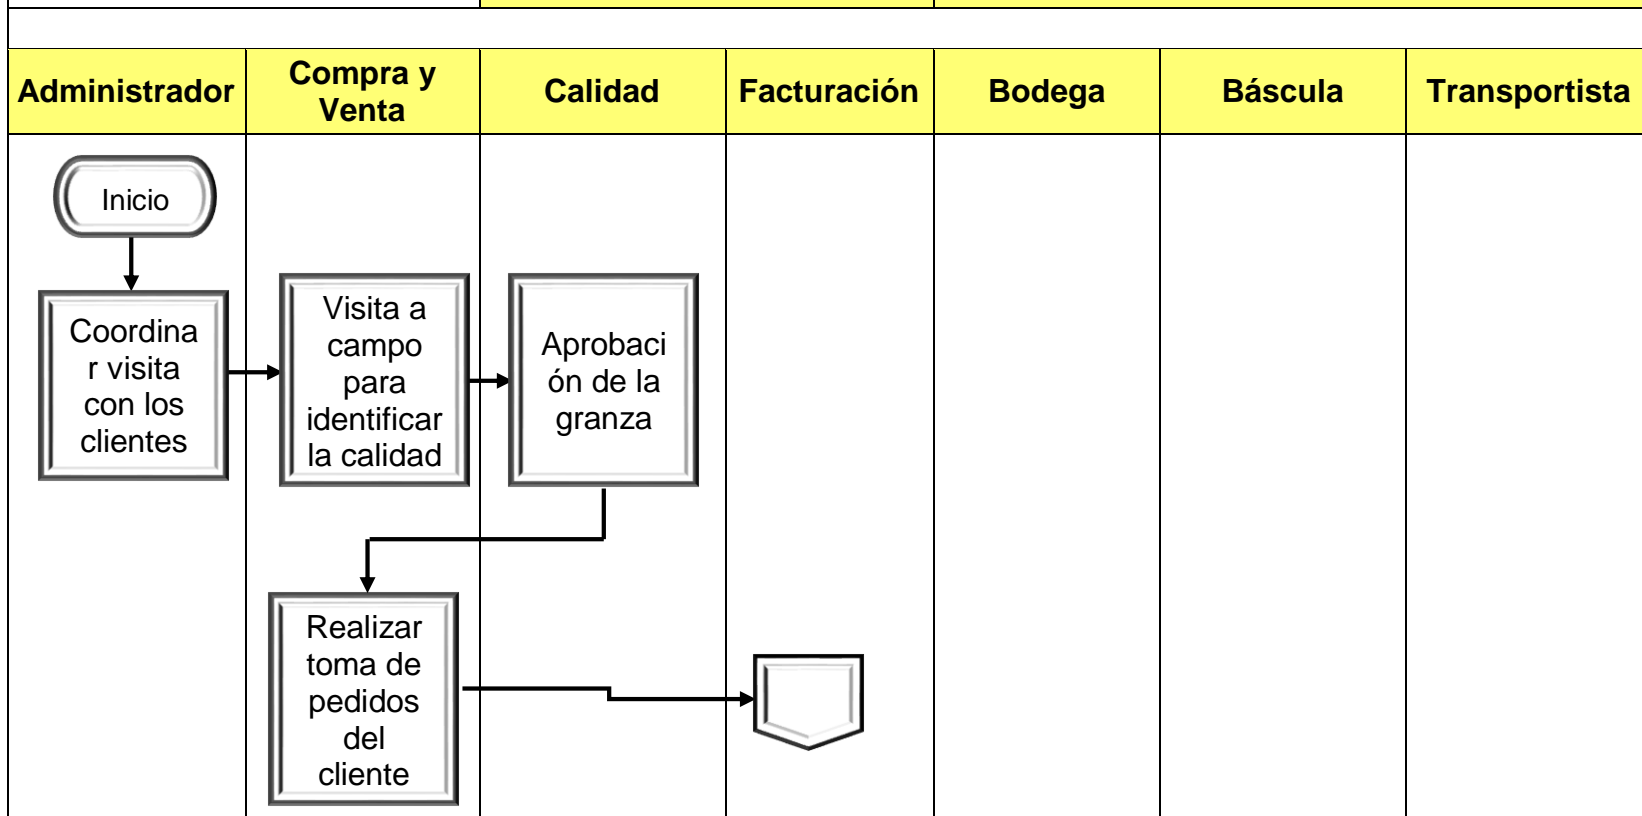 Administrador
Compra y
Venta
Calidad
Facturación
Bodega
Báscula
Transportista
Inicio
Coordina
r visita
con los
clientes
Visita a
campo
para
identificar
la calidad
Aprobaci
ón de la
granza
Realizar
toma de
pedidos
del
cliente